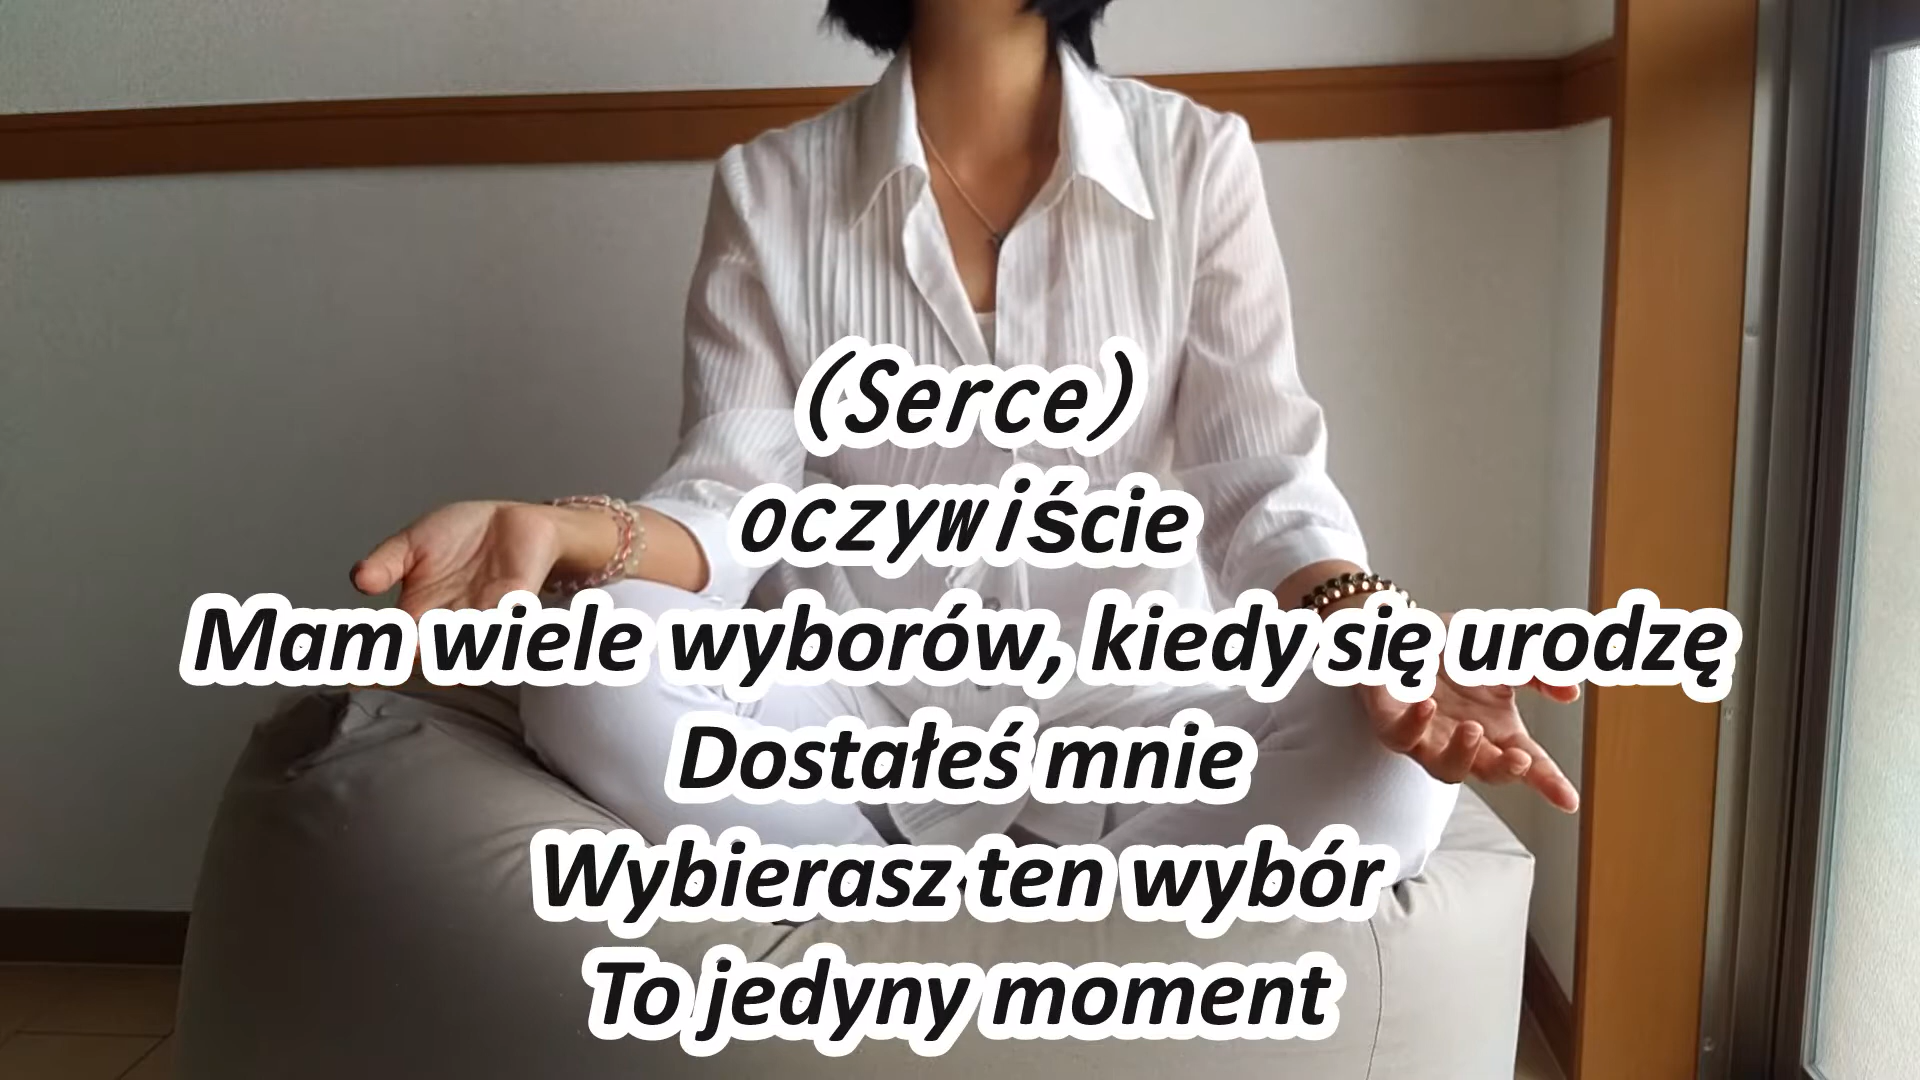 (Serce)
oczywiście
Mam wiele wyborów, kiedy się urodzę
Dostałeś mnie
Wybierasz ten wybór
To jedyny moment